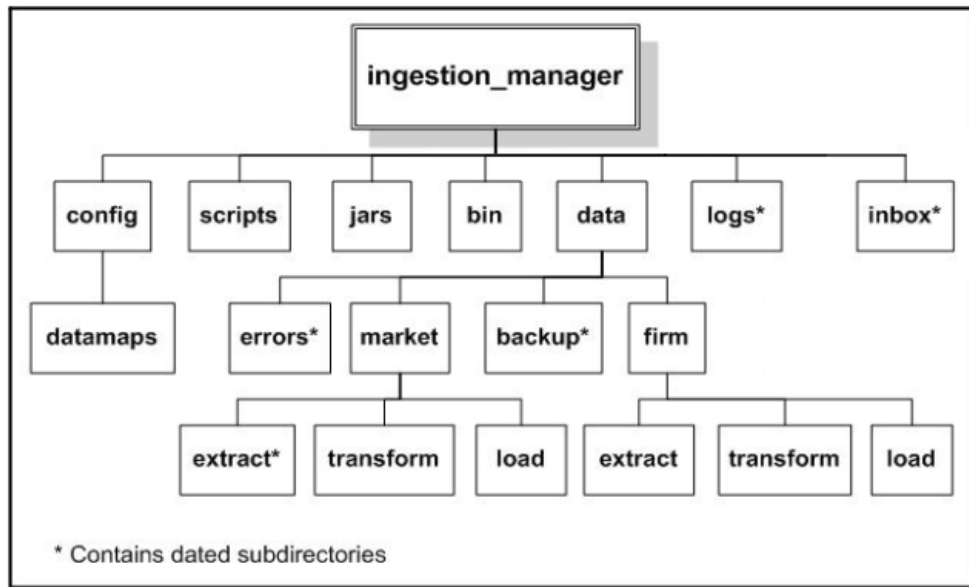 ingestion_manager
config scripts jars bin data logs* inbox*
datamaps errors* market backup* firm
extract* transform load extract transform load
* Contains dated subdirectories